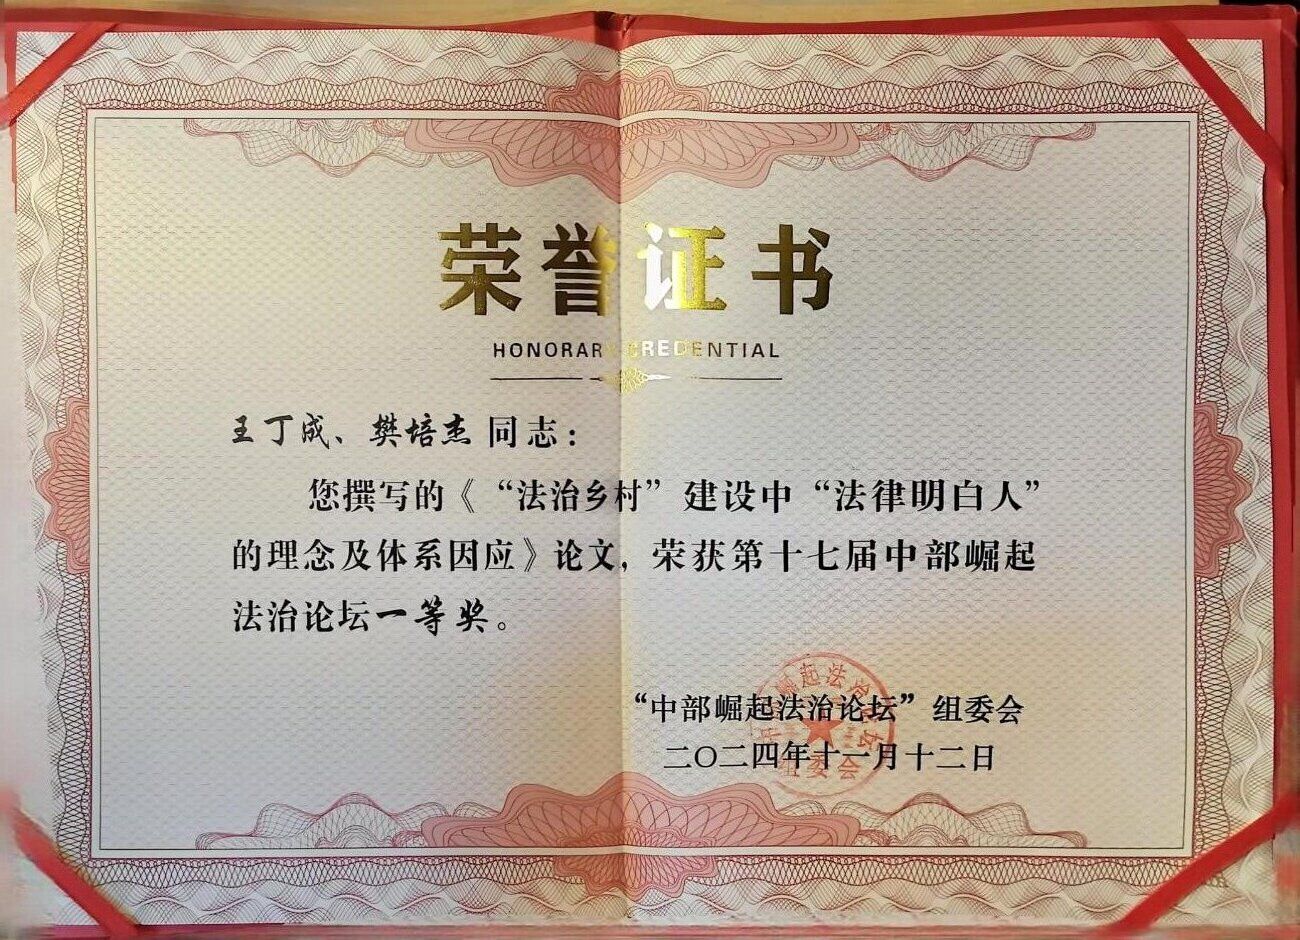 荣誉证书
HONORARY CREDENTIAL
王丁成、樊培杰 同志：
您撰写的《“法治乡村”建设中“法律明白人”
的理念及体系因应》论文，荣获第十七届中部崛起
法治论坛一等奖。
“中部崛起法治论坛”组委会
二〇二四年十一月十二日